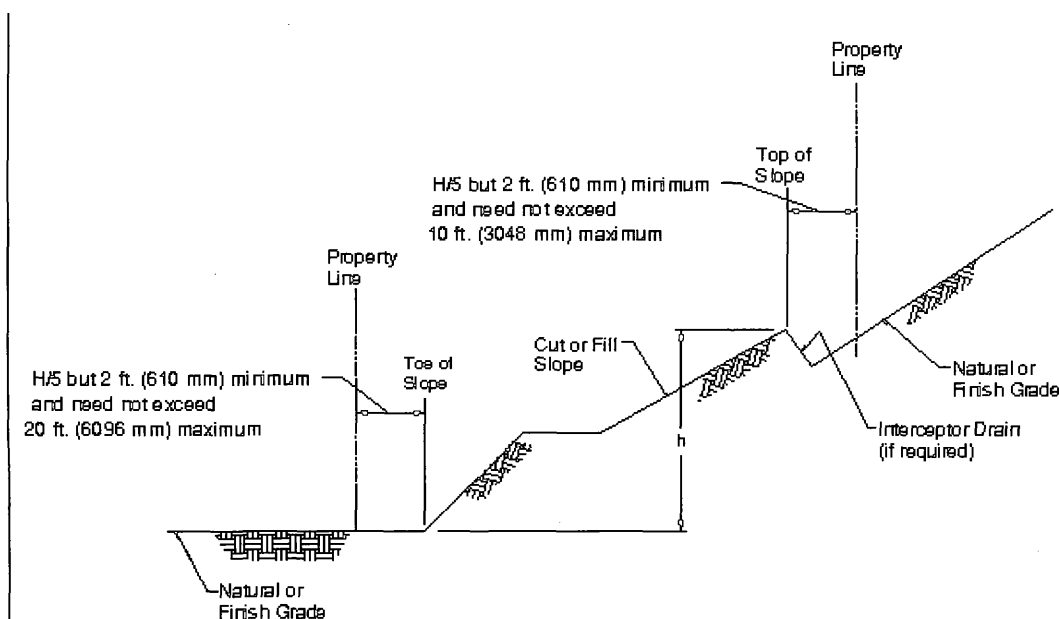 Property
Line
Top of
Slope
H/5 but 2 ft. (610 mm) minimum
and need not exceed
10 ft. (3048 mm) maximum
Property
Line
Cut or Fill
Slope
Toe of
Slope
H/5 but 2 ft. (610 mm) minimum
and need not exceed
20 ft. (6096 mm) maximum
Natural or
Finish Grade
Interceptor Drain
(if required)
h
Natural or
Finish Grade